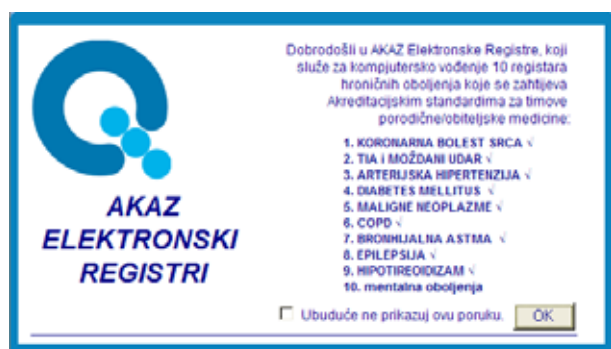 Dobrodošli u AKAZ Elektronske Registre, koji
služe za kompjutersko vođenje 10 registara
hroničnih oboljenja koje se zahtijeva
Akreditacijskim standardima za timove
porodične/obiteljske medicine:
1. KORONARNA BOLEST SRCA √
2. TIA i MOŽDANI UDAR √
3. ARTERIJSKA HIPERTENZIJA √
4. DIABETES MELLITUS √
5. MALIGNE NEOPLAZME √
6. COPD √
7. BRONHIJALNA ASTMA √
8. EPILEPSIJA √
9. HIPOTIREOIDIZAM √
10. mentalna oboljenja
AKAZ
ELEKTRONSKI
REGISTRI
Ubuduće ne prikazuj ovu poruku.
OK